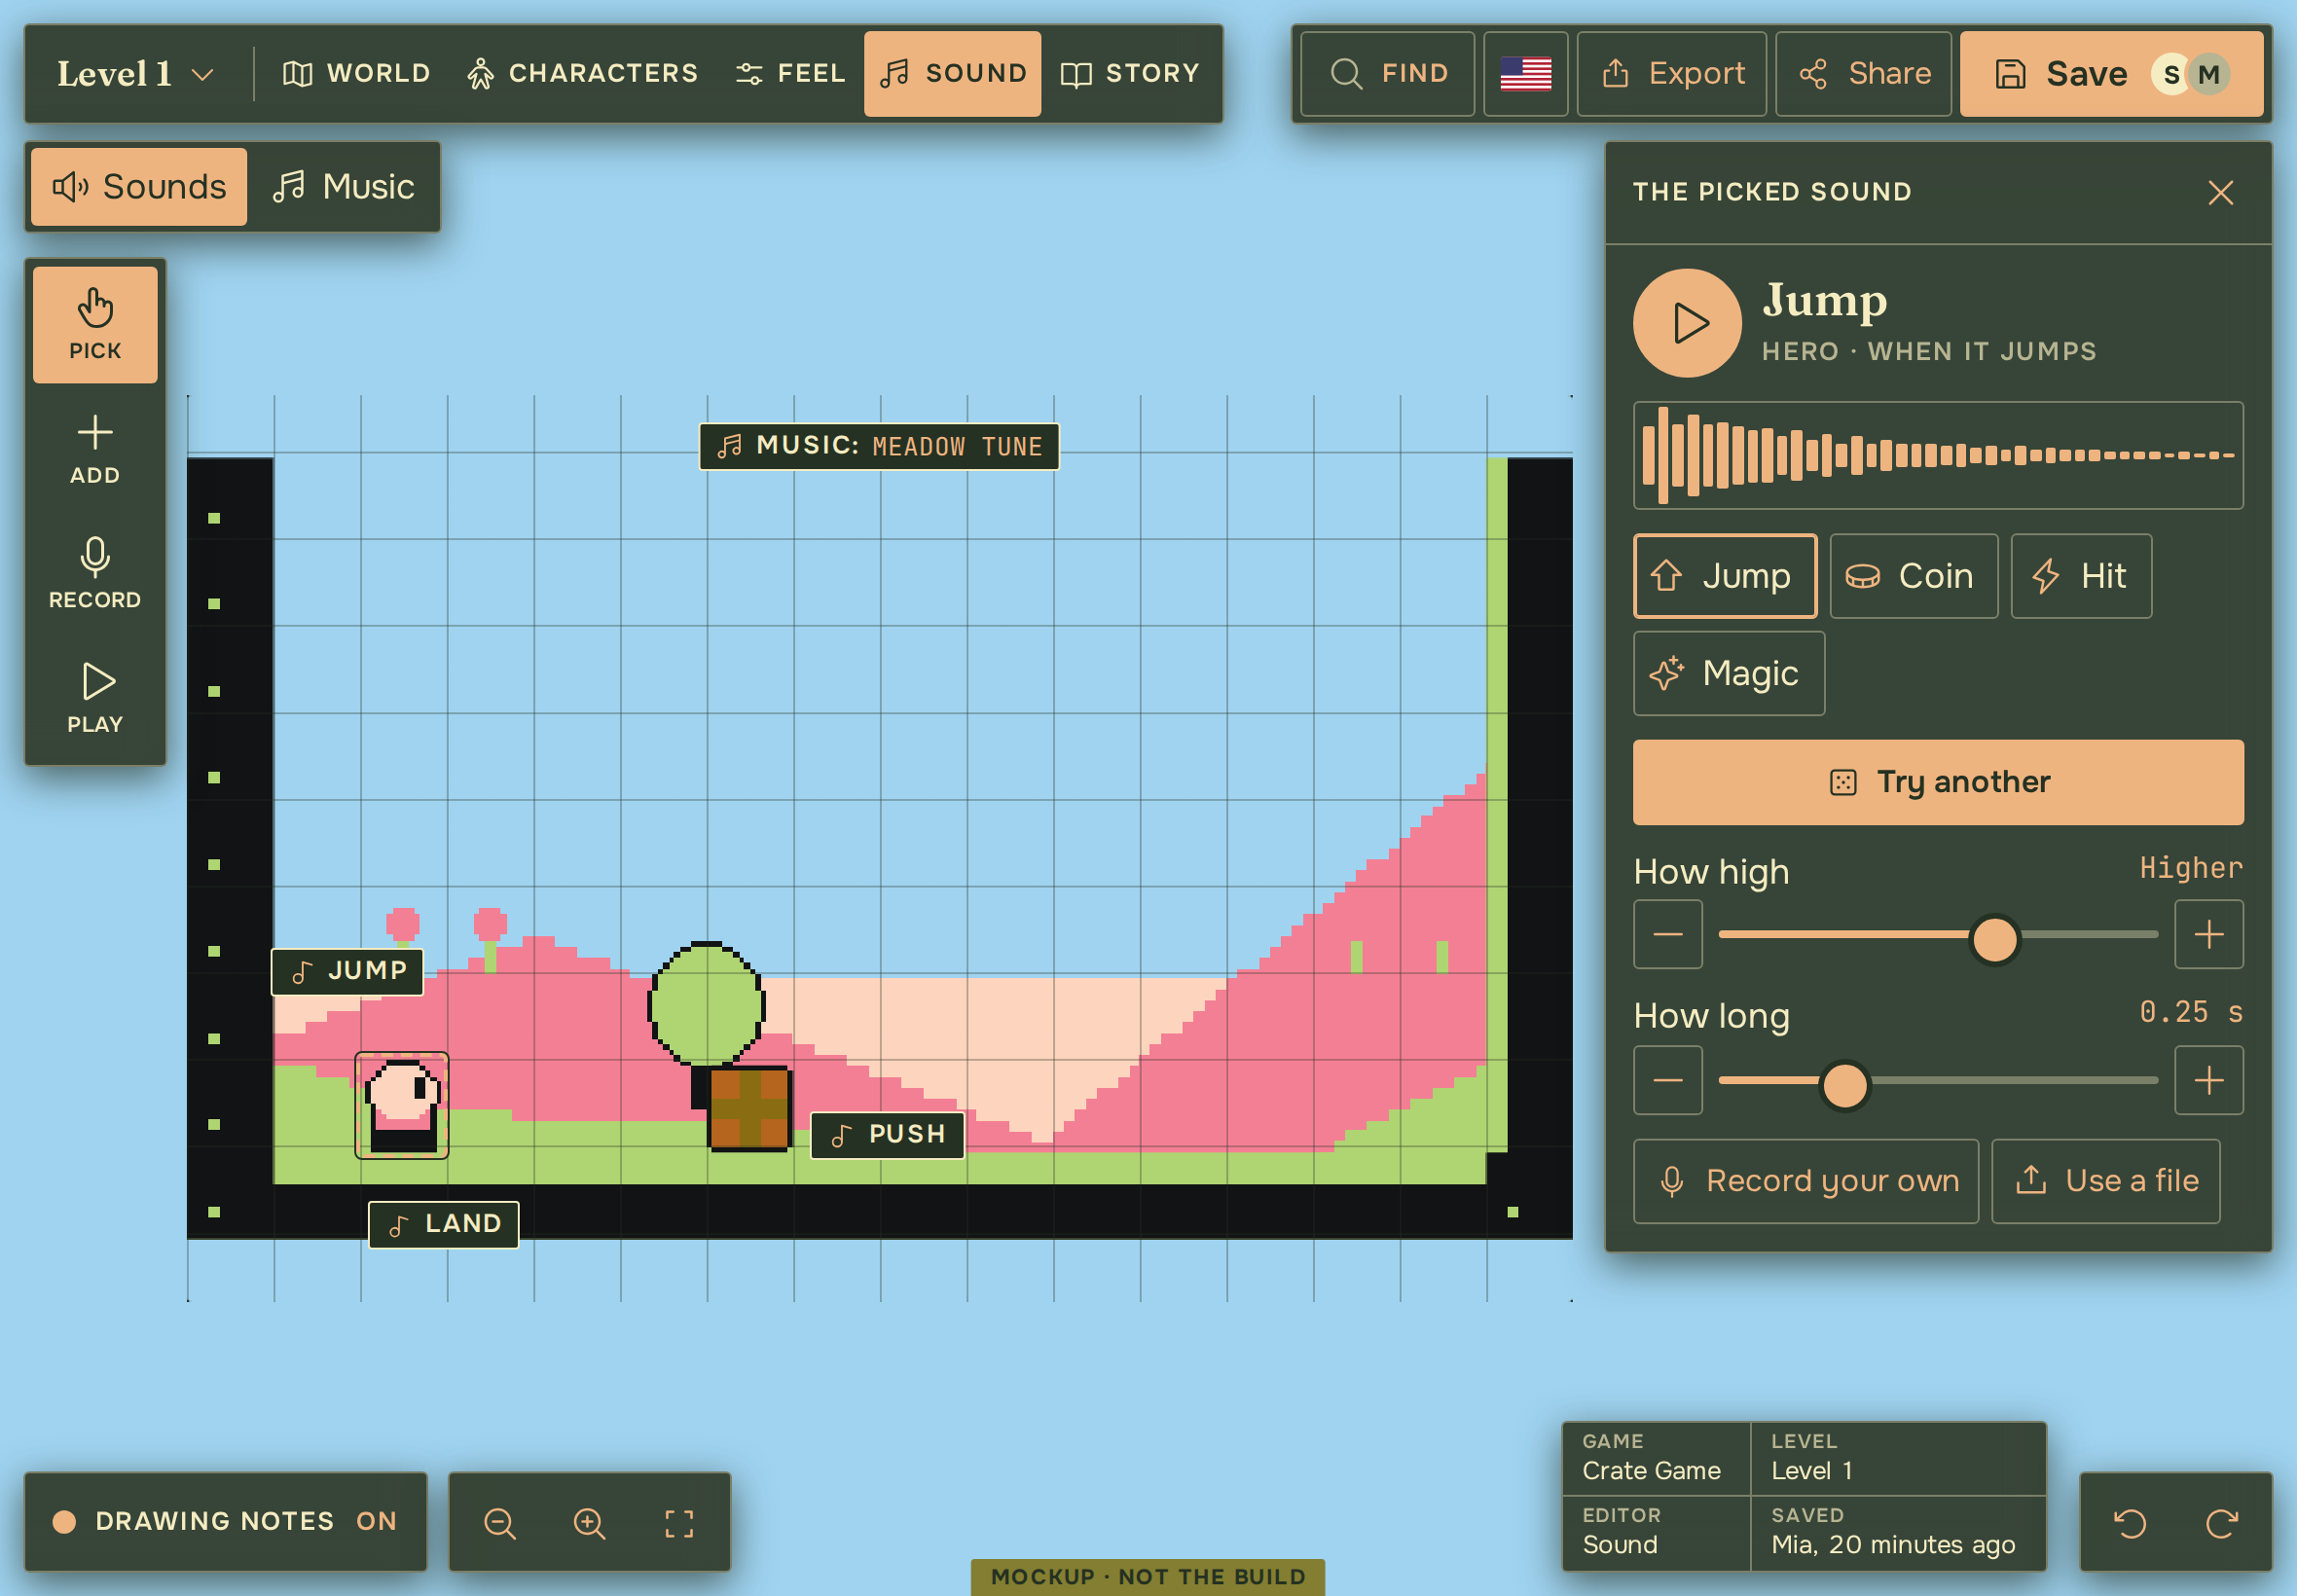 Level 1
WORLD
CHARACTERS
FEEL
SOUND
STORY
FIND
Export
Share
Save
S
M
Sounds
Music
PICK
ADD
RECORD
PLAY
MUSIC: MEADOW TUNE
JUMP
PUSH
LAND
THE PICKED SOUND
Jump
HERO · WHEN IT JUMPS
Jump
Coin
Hit
Magic
Try another
How high
Higher
How long
0.25 s
Record your own
Use a file
DRAWING NOTES ON
GAME
Crate Game
LEVEL
Level 1
EDITOR
Sound
SAVED
Mia, 20 minutes ago
MOCKUP · NOT THE BUILD